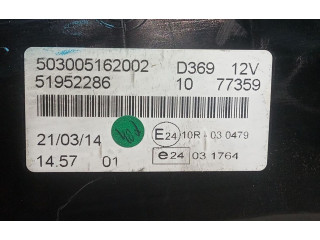 503005162002 D369 12V
51952286 10 77359
21/03/14 E24 10R-03 0479
14.57 01 e24 03 1764